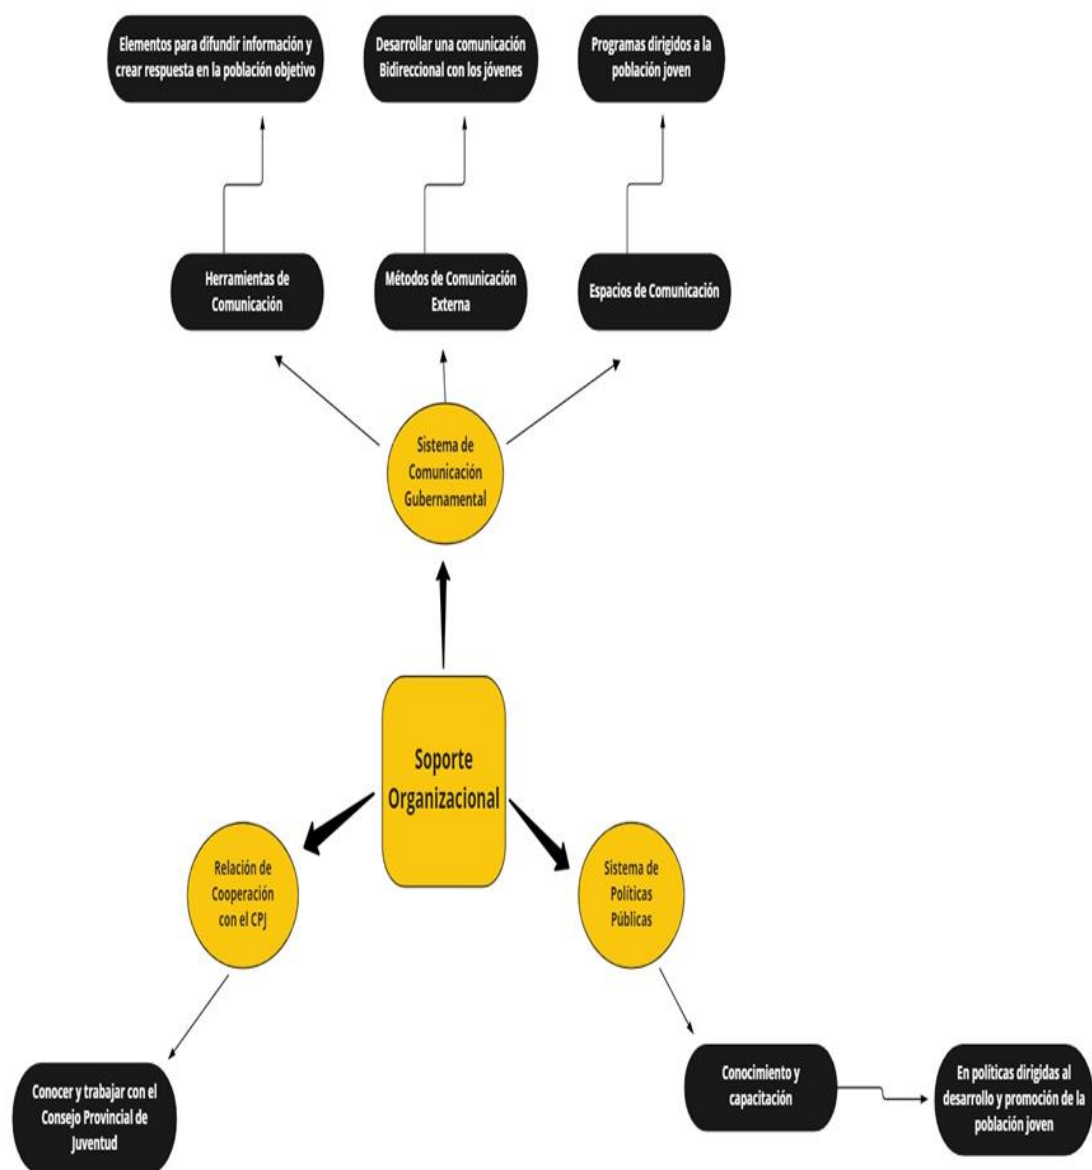 Elementos para difundir información y
crear respuesta en la población objetivo
Desarrollar una comunicación
Bidireccional con los jóvenes
Programas dirigidos a la
población joven
Herramientas de
Comunicación
Métodos de Comunicación
Externa
Espacios de Comunicación
Sistema de
Comunicación
Gubernamental
Soporte
Organizacional
Relación de
Cooperación
con el CPJ
Sistema de
Políticas
Públicas
Conocer y trabajar con el
Consejo Provincial de
Juventud
Conocimiento y
capacitación
En políticas dirigidas al
desarrollo y promoción de la
población joven